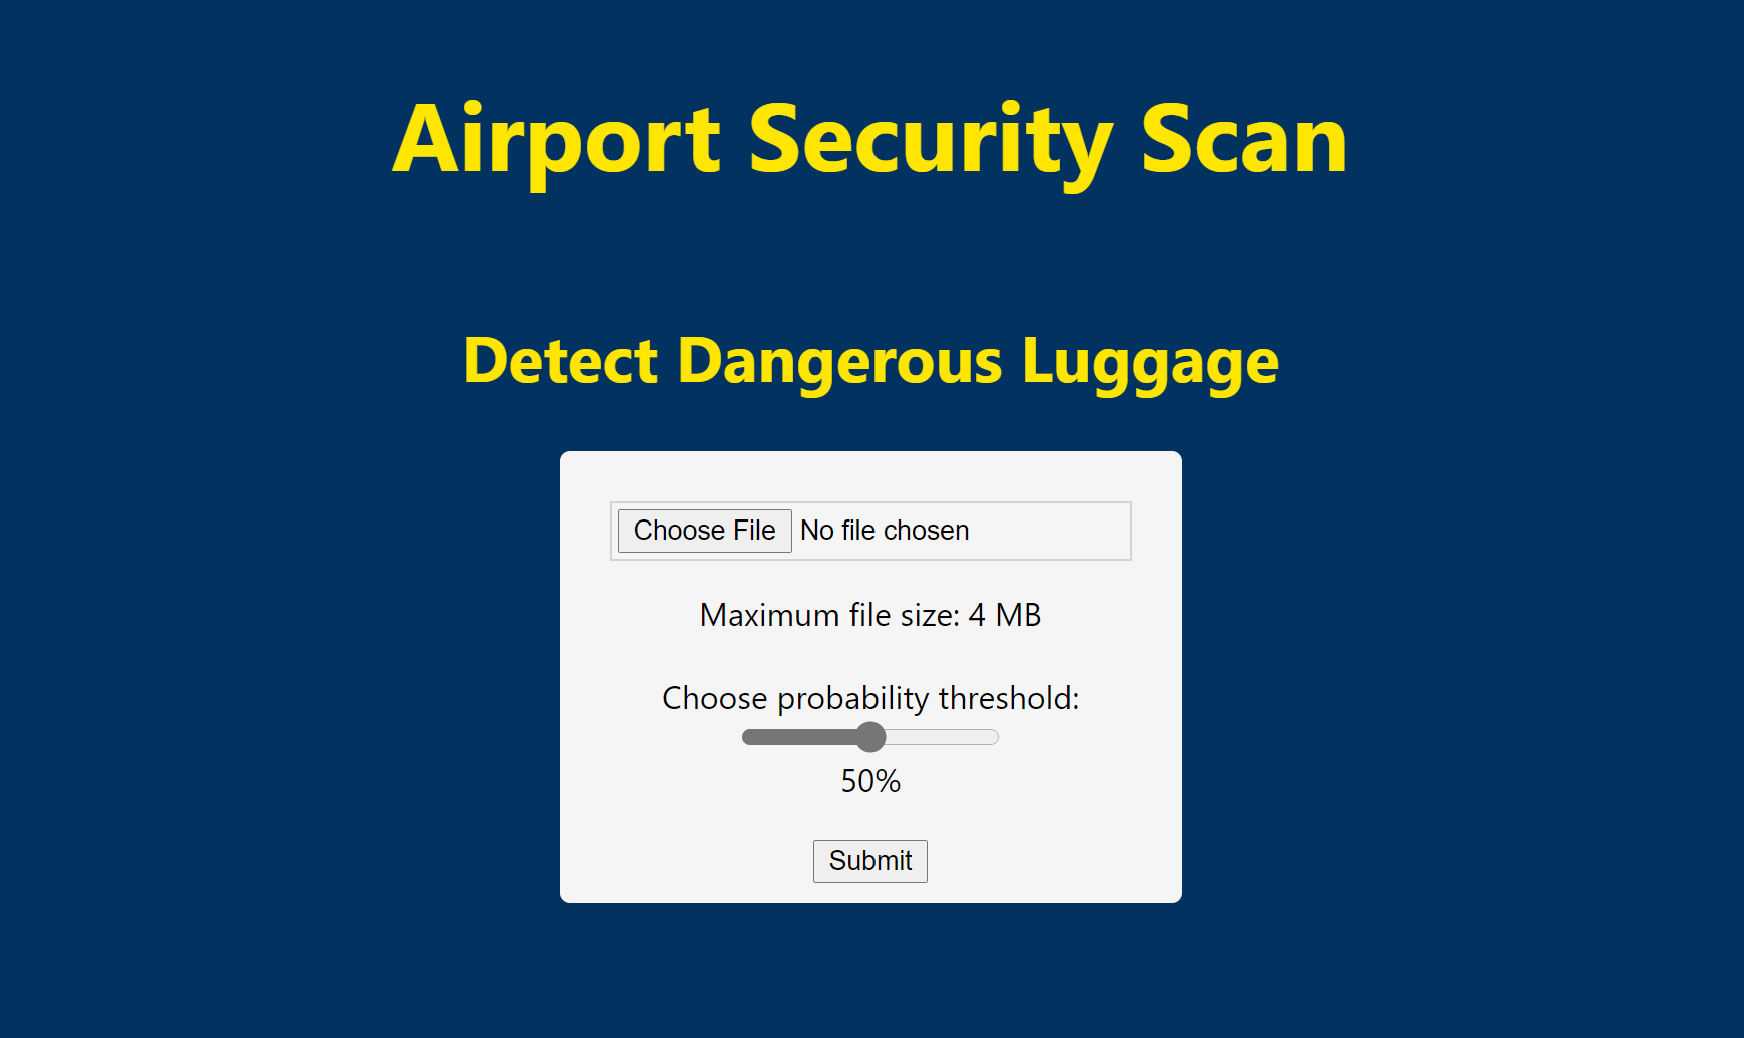 Airport Security Scan
Detect Dangerous Luggage
Choose File No file chosen
Maximum file size: 4 MB
Choose probability threshold:
50%
Submit